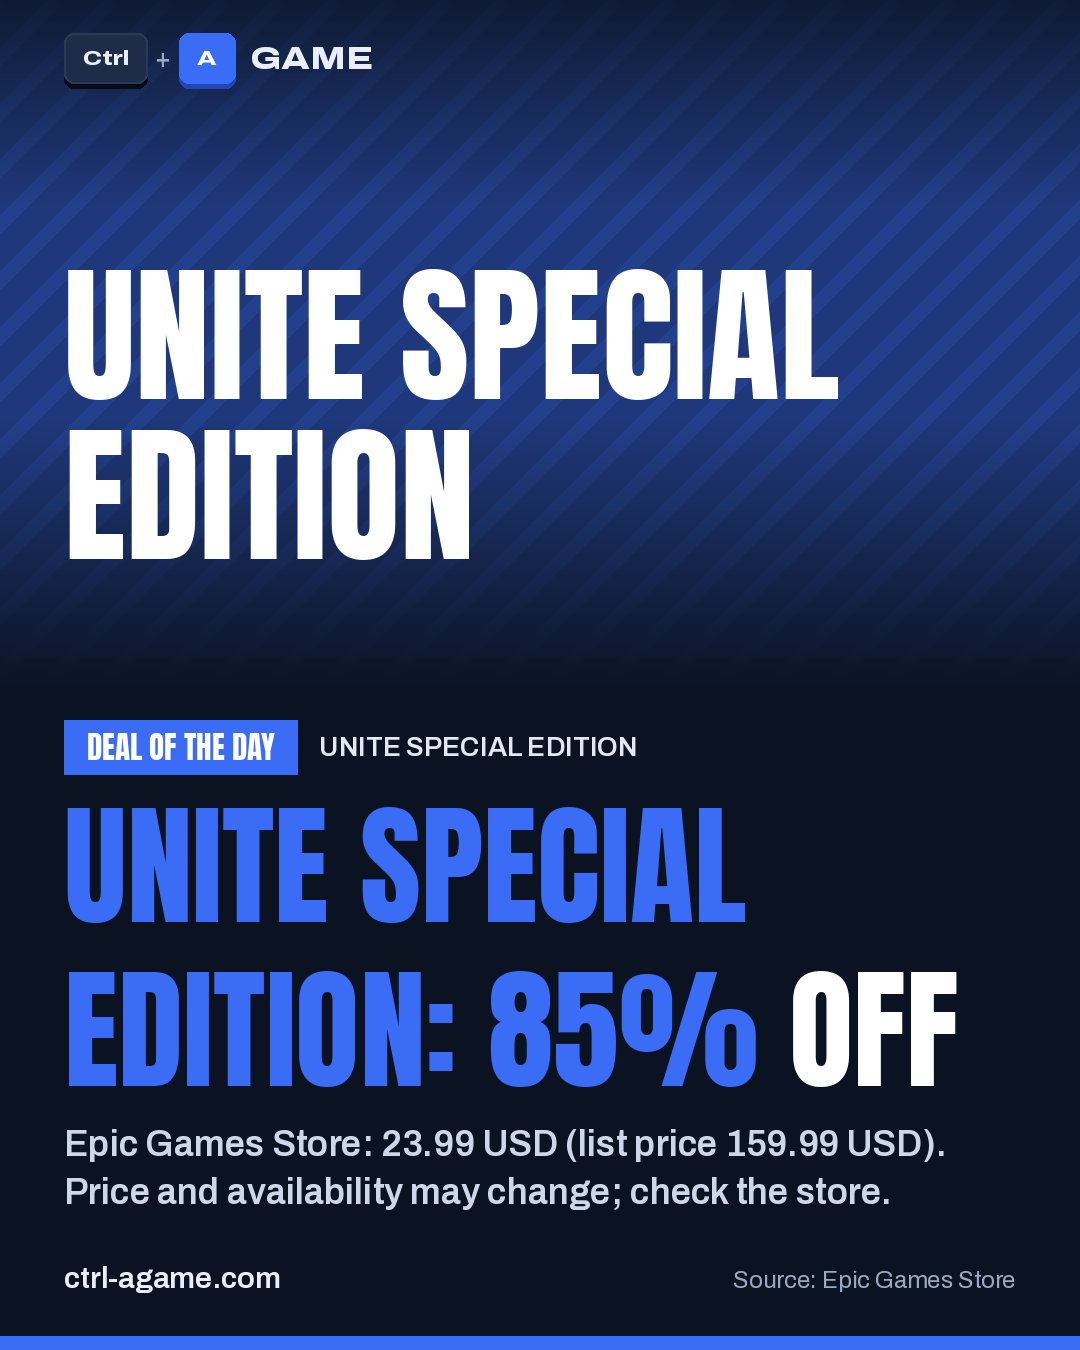 Ctrl + A GAME
UNITE SPECIAL
EDITION
DEAL OF THE DAY UNITE SPECIAL EDITION
UNITE SPECIAL
EDITION: 85% OFF
Epic Games Store: 23.99 USD (list price 159.99 USD).
Price and availability may change; check the store.
ctrl-agame.com Source: Epic Games Store